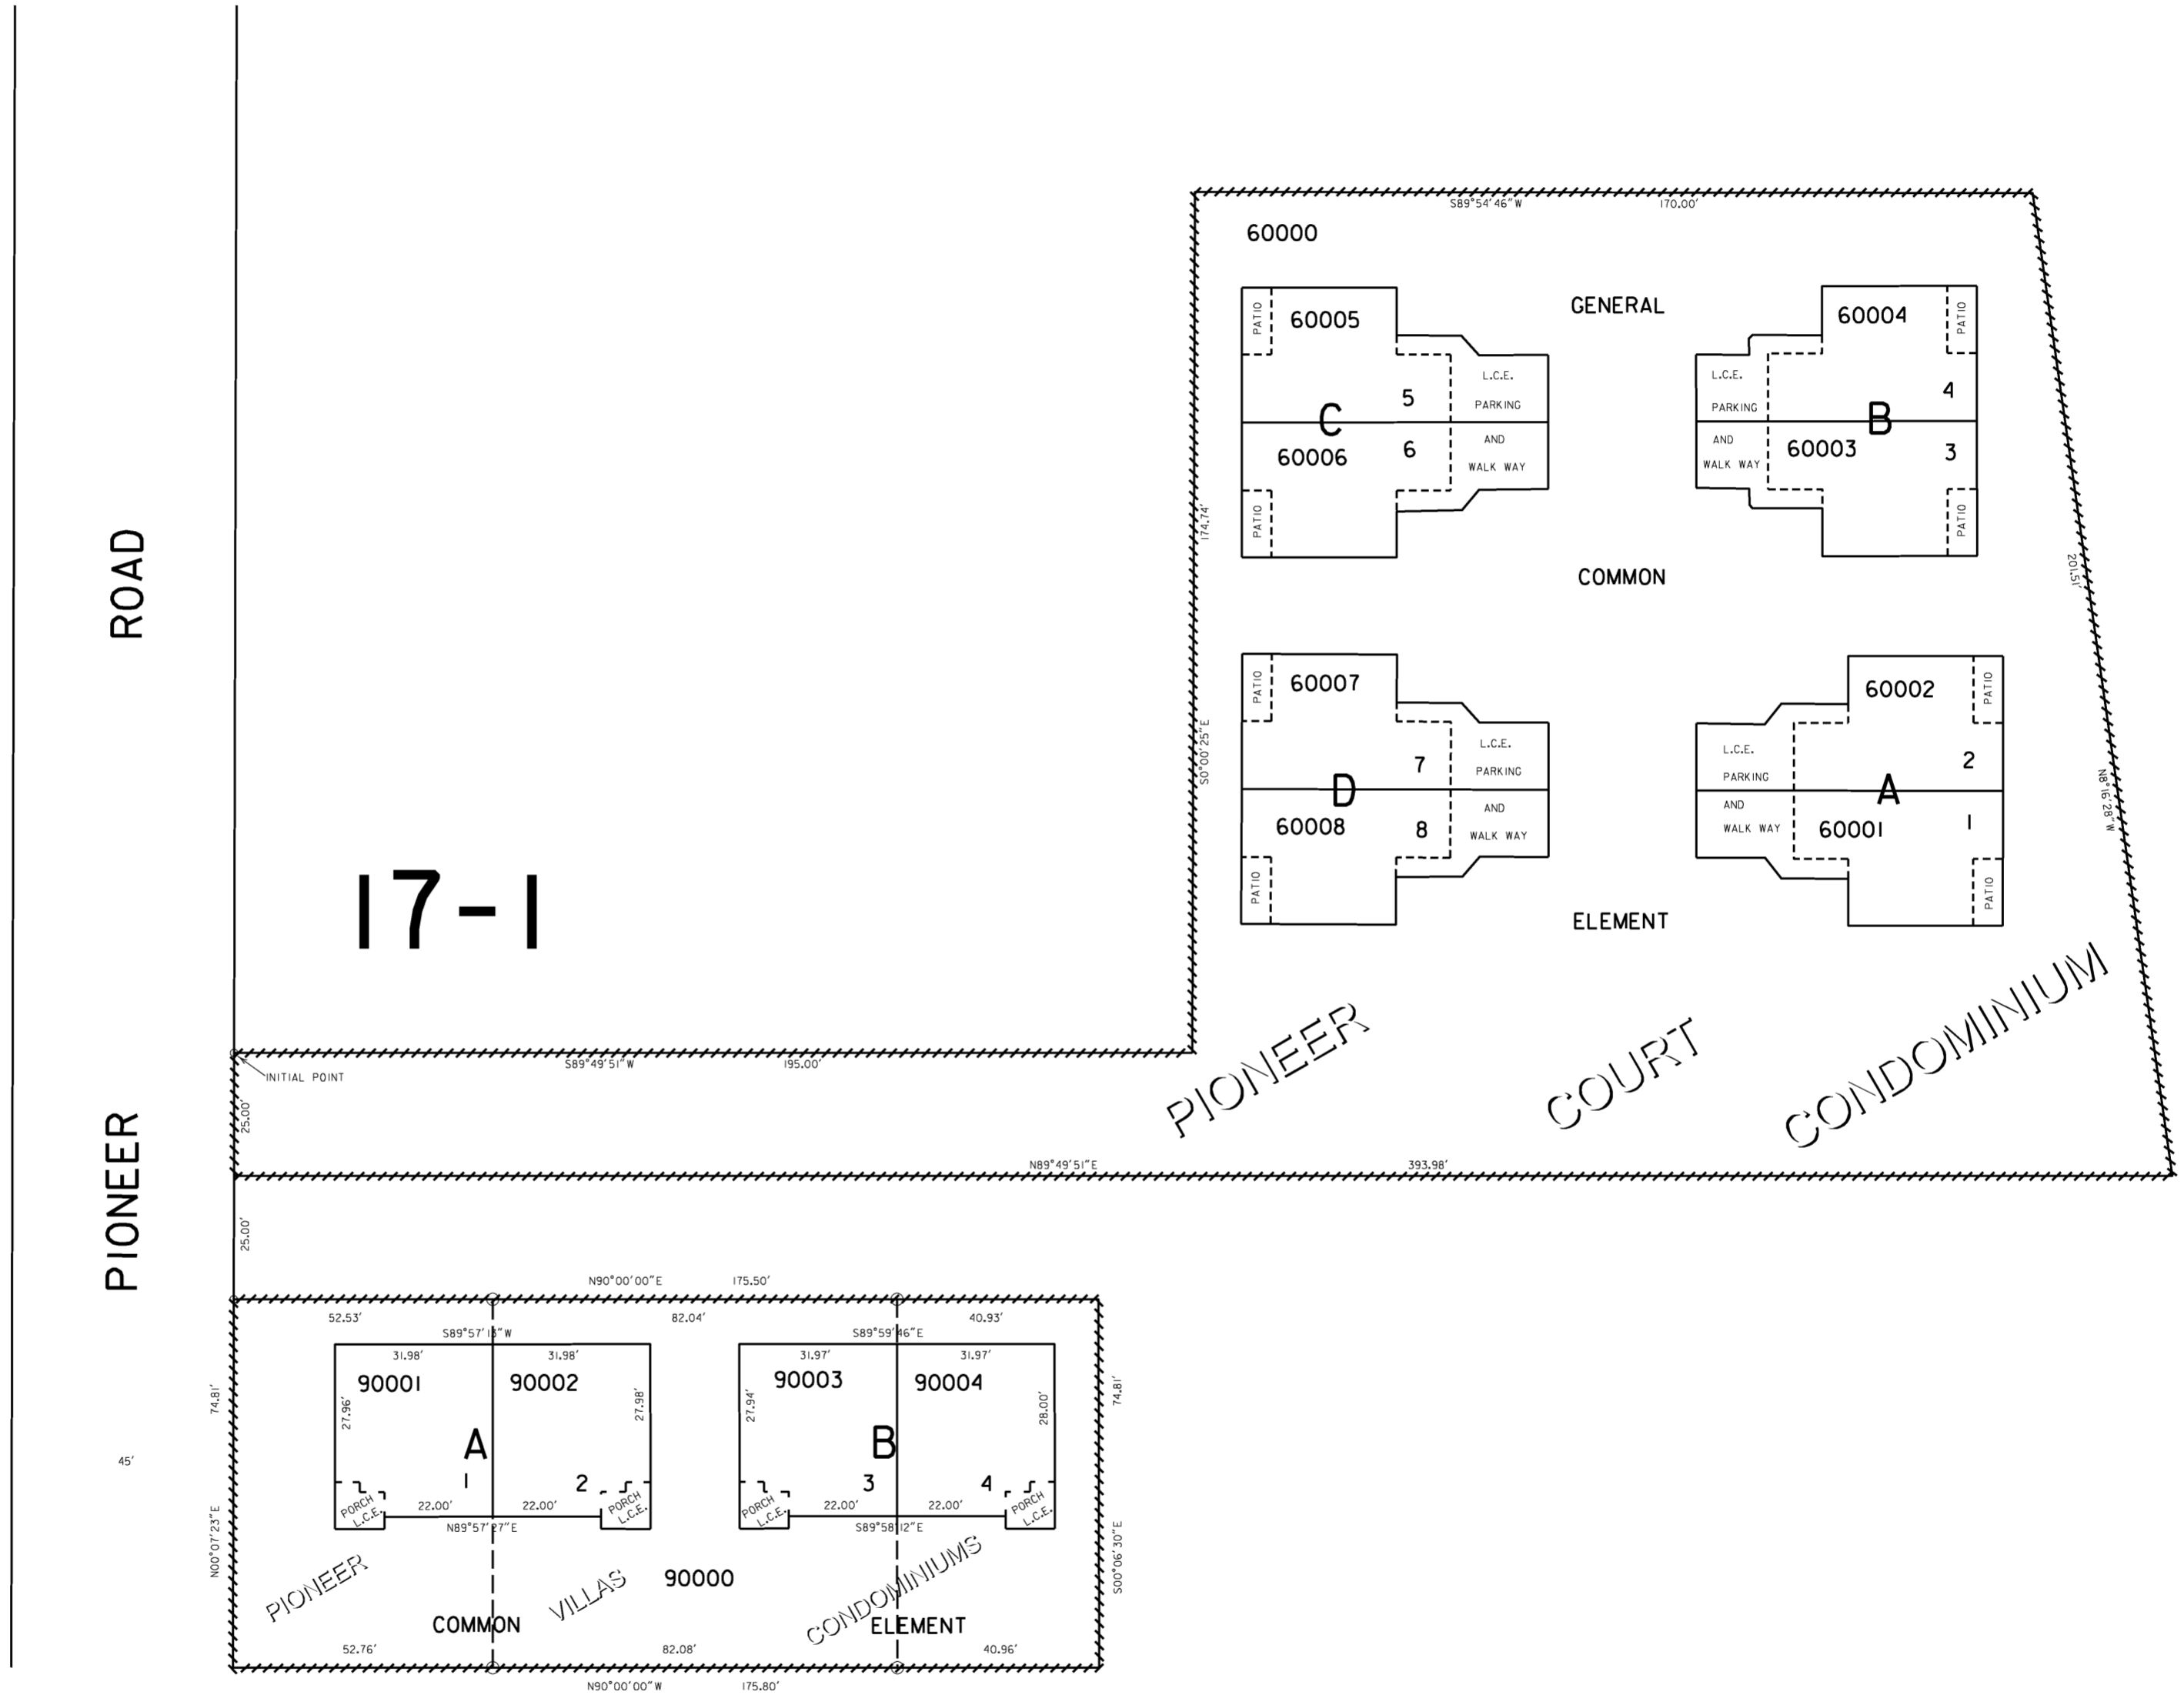 ROAD
PIONEER
45'
17-1
S89°54'46"W 170.00'
60000
GENERAL
COMMON
ELEMENT
PATIO
60005
5
C
60006
6
PATIO
L.C.E.
PARKING
AND
WALK WAY
60004
PATIO
4
B
60003
3
PATIO
L.C.E.
PARKING
AND
WALK WAY
174.74'
S0°00'25"E
201.51'
N8°16'28"W
PATIO
60007
7
D
60008
8
PATIO
L.C.E.
PARKING
AND
WALK WAY
60002
PATIO
2
A
60001
1
PATIO
L.C.E.
PARKING
AND
WALK WAY
PIONEER COURT CONDOMINIUM
S89°49'51"W 195.00'
INITIAL POINT
25.00'
N89°49'51"E 393.98'
25.00'
N90°00'00"E 175.50'
52.53' 82.04' 40.93'
S89°57'13"W
S89°59'46"E
31.98' 31.98'
31.97' 31.97'
90001
90002
90003
90004
27.96'
27.98'
27.94'
28.00'
74.81'
74.81'
A
B
1
2
3
4
PORCH
L.C.E.
22.00' 22.00'
PORCH
L.C.E.
PORCH
L.C.E.
22.00' 22.00'
PORCH
L.C.E.
N89°57'27"E
S89°58'12"E
N00°07'23"E
S00°06'30"E
PIONEER VILLAS CONDOMINIUMS
90000
COMMON ELEMENT
52.76' 82.08' 40.96'
N90°00'00"W 175.80'